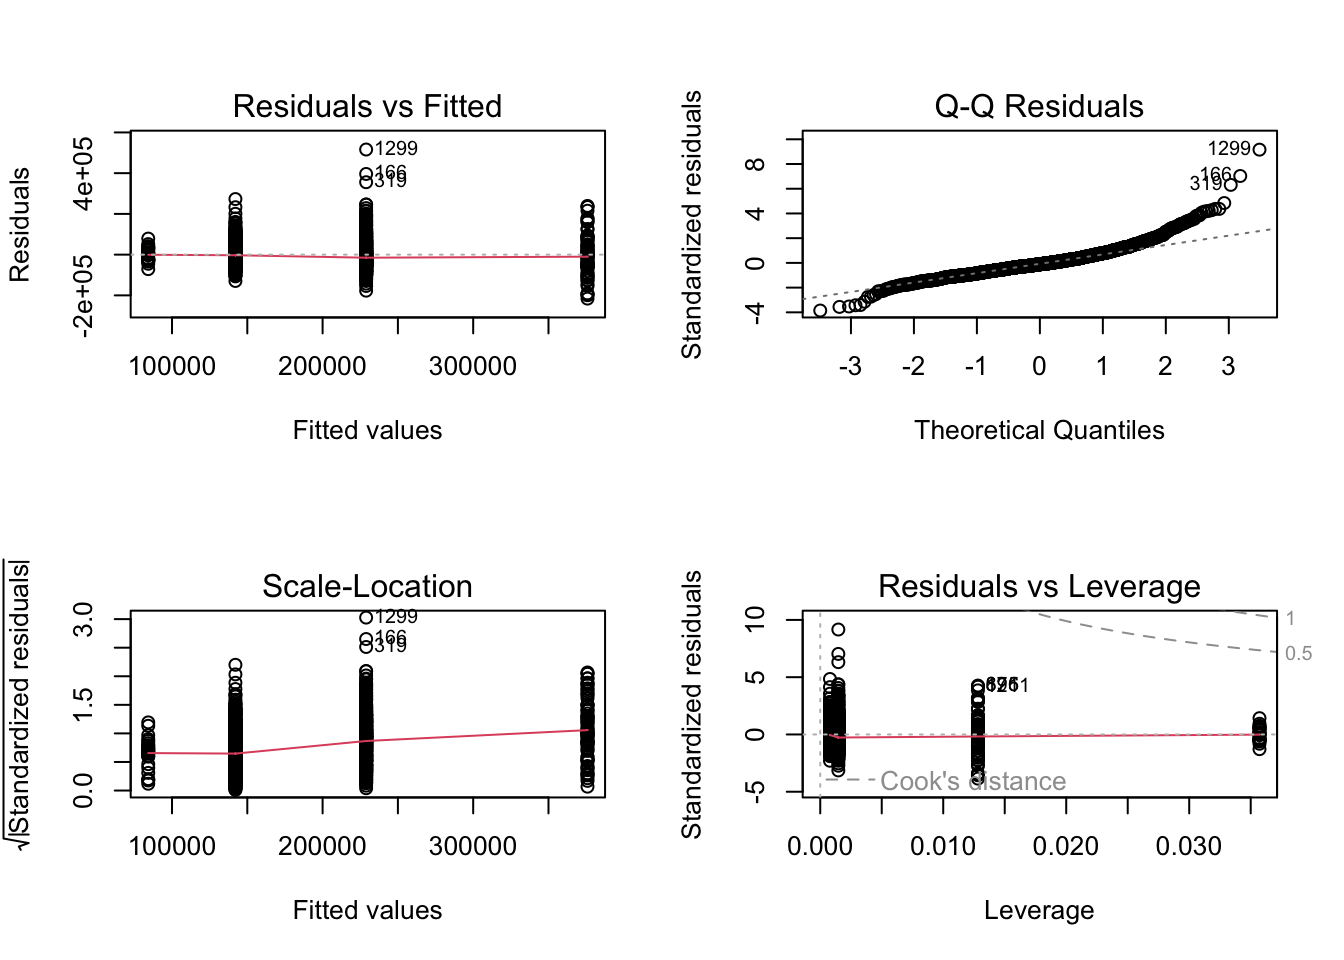 Residuals vs Fitted
Residuals
-2e+05
4e+05
1299
166
319
100000
200000
300000
Fitted values
Q-Q Residuals
Standardized residuals
-4
0
4
8
1299
166
319
-3
-2
-1
0
1
2
3
Theoretical Quantiles
Scale-Location
√|Standardized residuals|
0.0
1.5
3.0
1299
166
319
100000
200000
300000
Fitted values
Residuals vs Leverage
Standardized residuals
-5
0
5
10
1
0.5
Cook's distance
0.000
0.010
0.020
0.030
Leverage